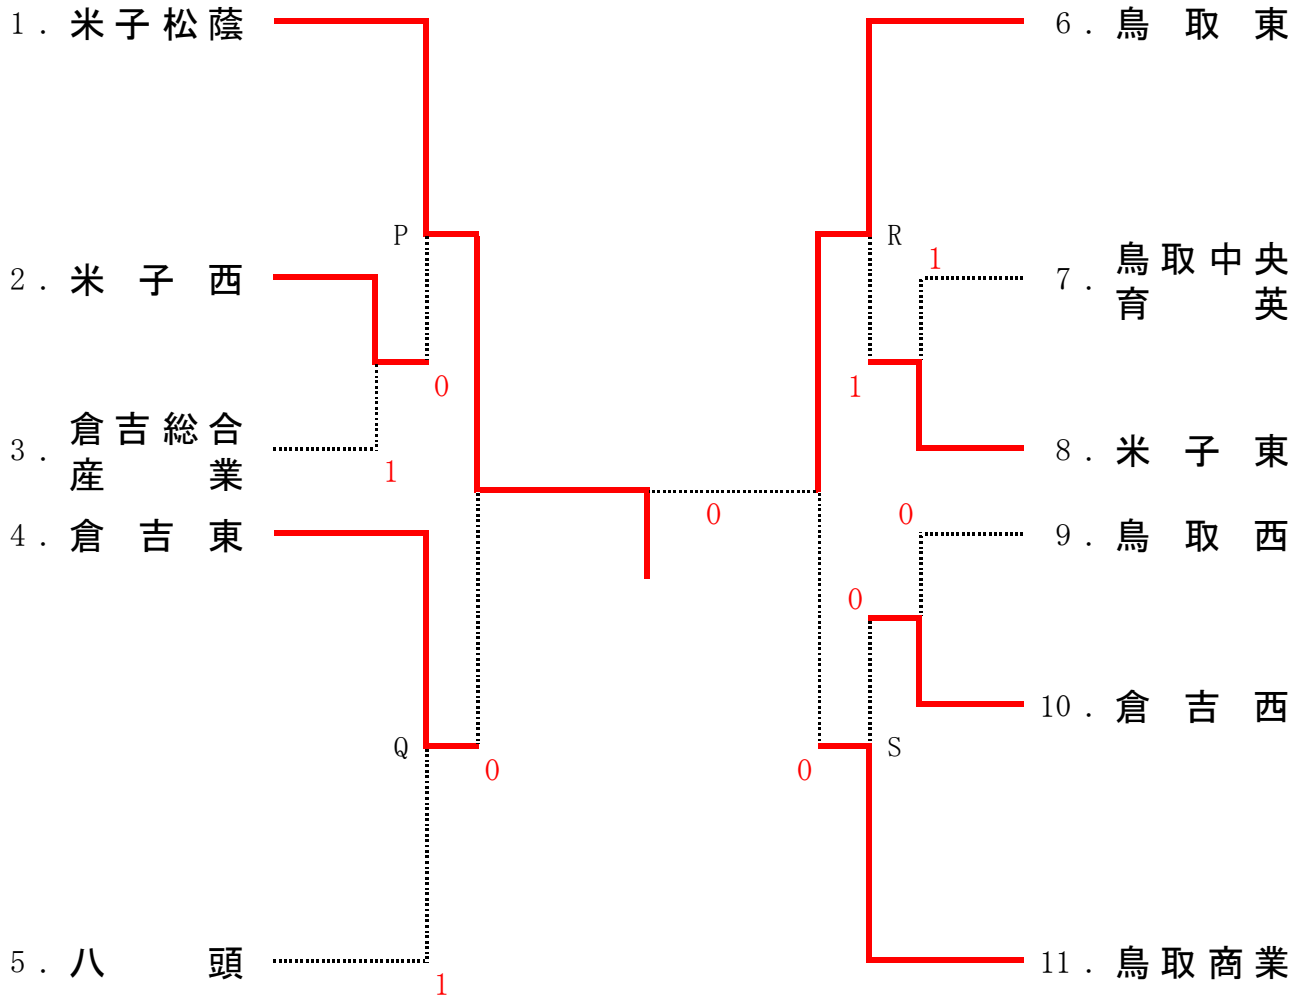 1. 米子松蔭
P
2. 米子西
0
3. 倉吉総合
産業
1
4. 倉吉東
Q
0
5. 八頭
1
0
6. 鳥取東
R
1
7. 鳥取中央
育英
1
8. 米子東
0
9. 鳥取西
0
10. 倉吉西
S
0
11. 鳥取商業